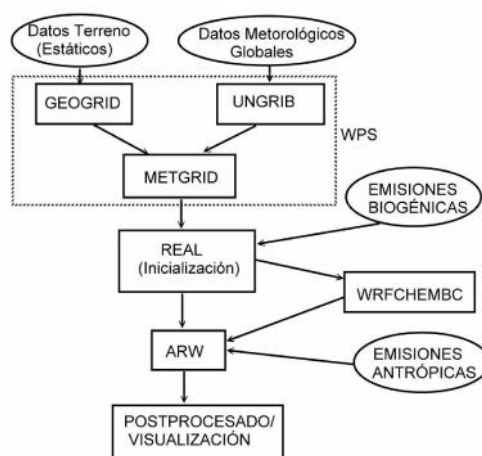 Datos Terreno
(Estáticos)
Datos Metorológicos
Globales
GEOGRID
UNGRIB
WPS
METGRID
EMISIONES
BIOGÉNICAS
REAL
(Inicialización)
WRFCHEMBC
ARW
EMISIONES
ANTRÓPICAS
POSTPROCESADO/
VISUALIZACIÓN